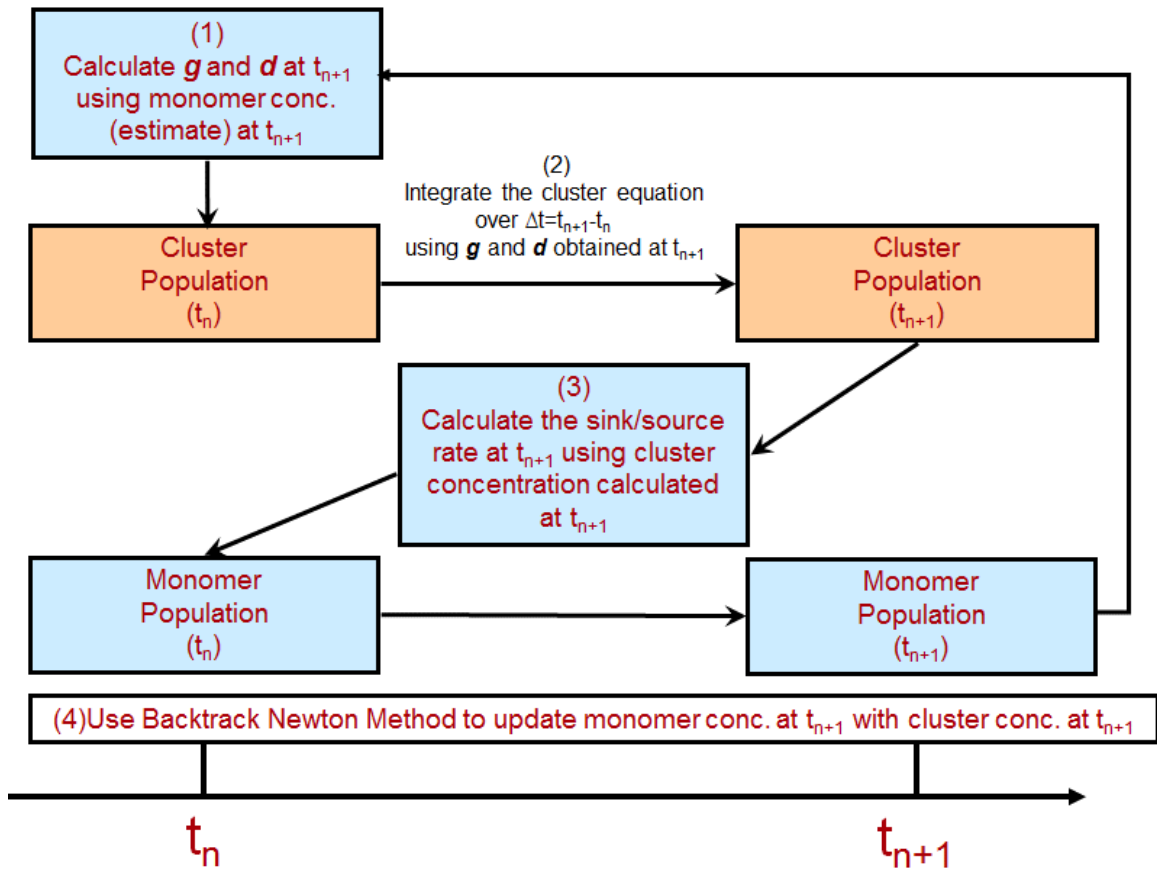 (1)
Calculate g and d at tn+1
using monomer conc.
(estimate) at tn+1
(2)
Integrate the cluster equation
over Δt=tn+1-tn
using g and d obtained at tn+1
Cluster
Population
(tn)
Cluster
Population
(tn+1)
(3)
Calculate the sink/source
rate at tn+1 using cluster
concentration calculated
at tn+1
Monomer
Population
(tn)
Monomer
Population
(tn+1)
(4)Use Backtrack Newton Method to update monomer conc. at tn+1 with cluster conc. at tn+1
tn
tn+1